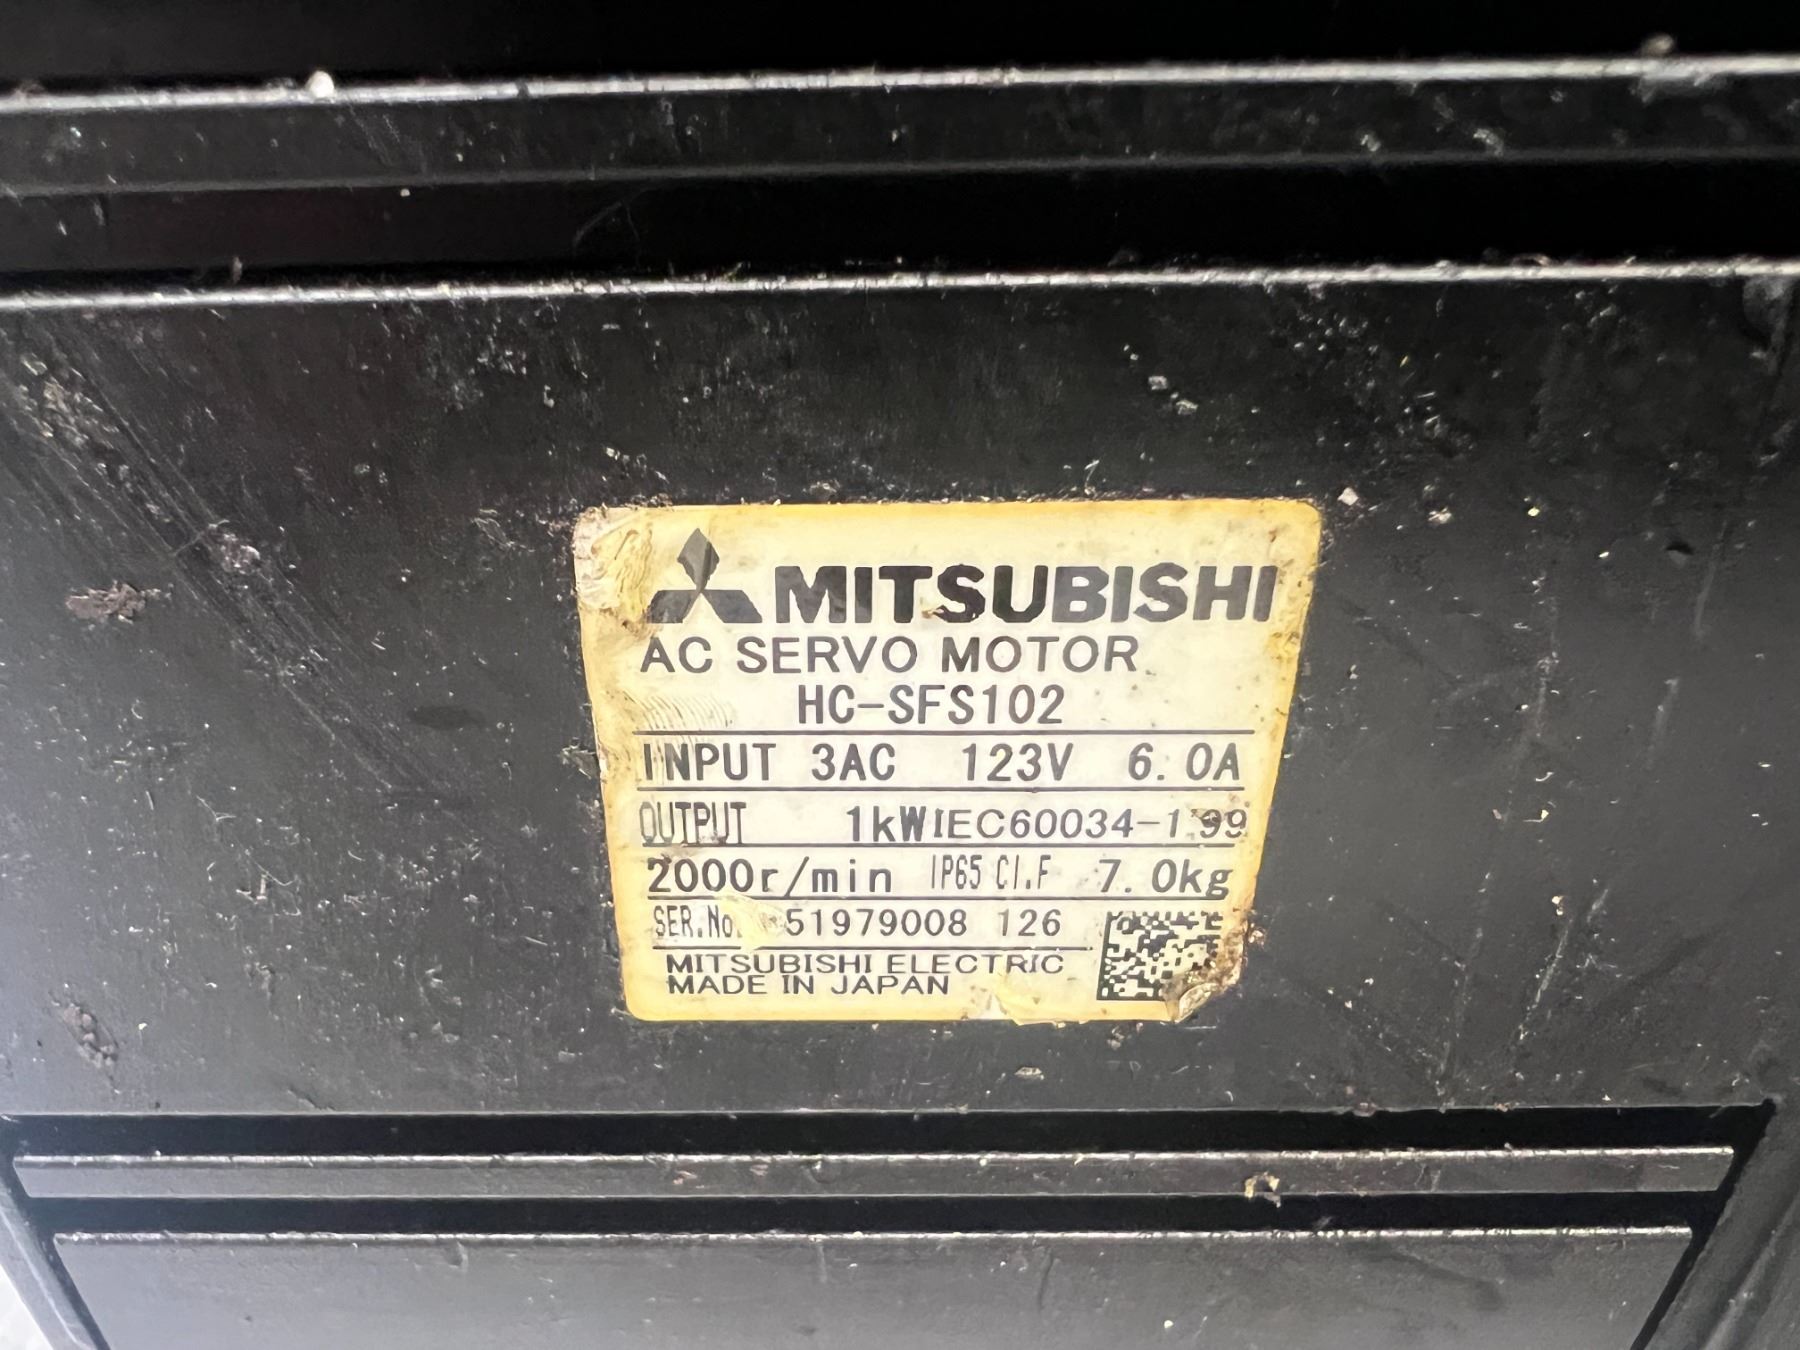 MITSUBISHI
AC SERVO MOTOR
HC-SFS102
INPUT 3AC 123V 6.0A
OUTPUT 1kW IEC60034-1'99
2000r/min IP65 Cl.F 7.0kg
SER.No. 51979008 126
MITSUBISHI ELECTRIC
MADE IN JAPAN